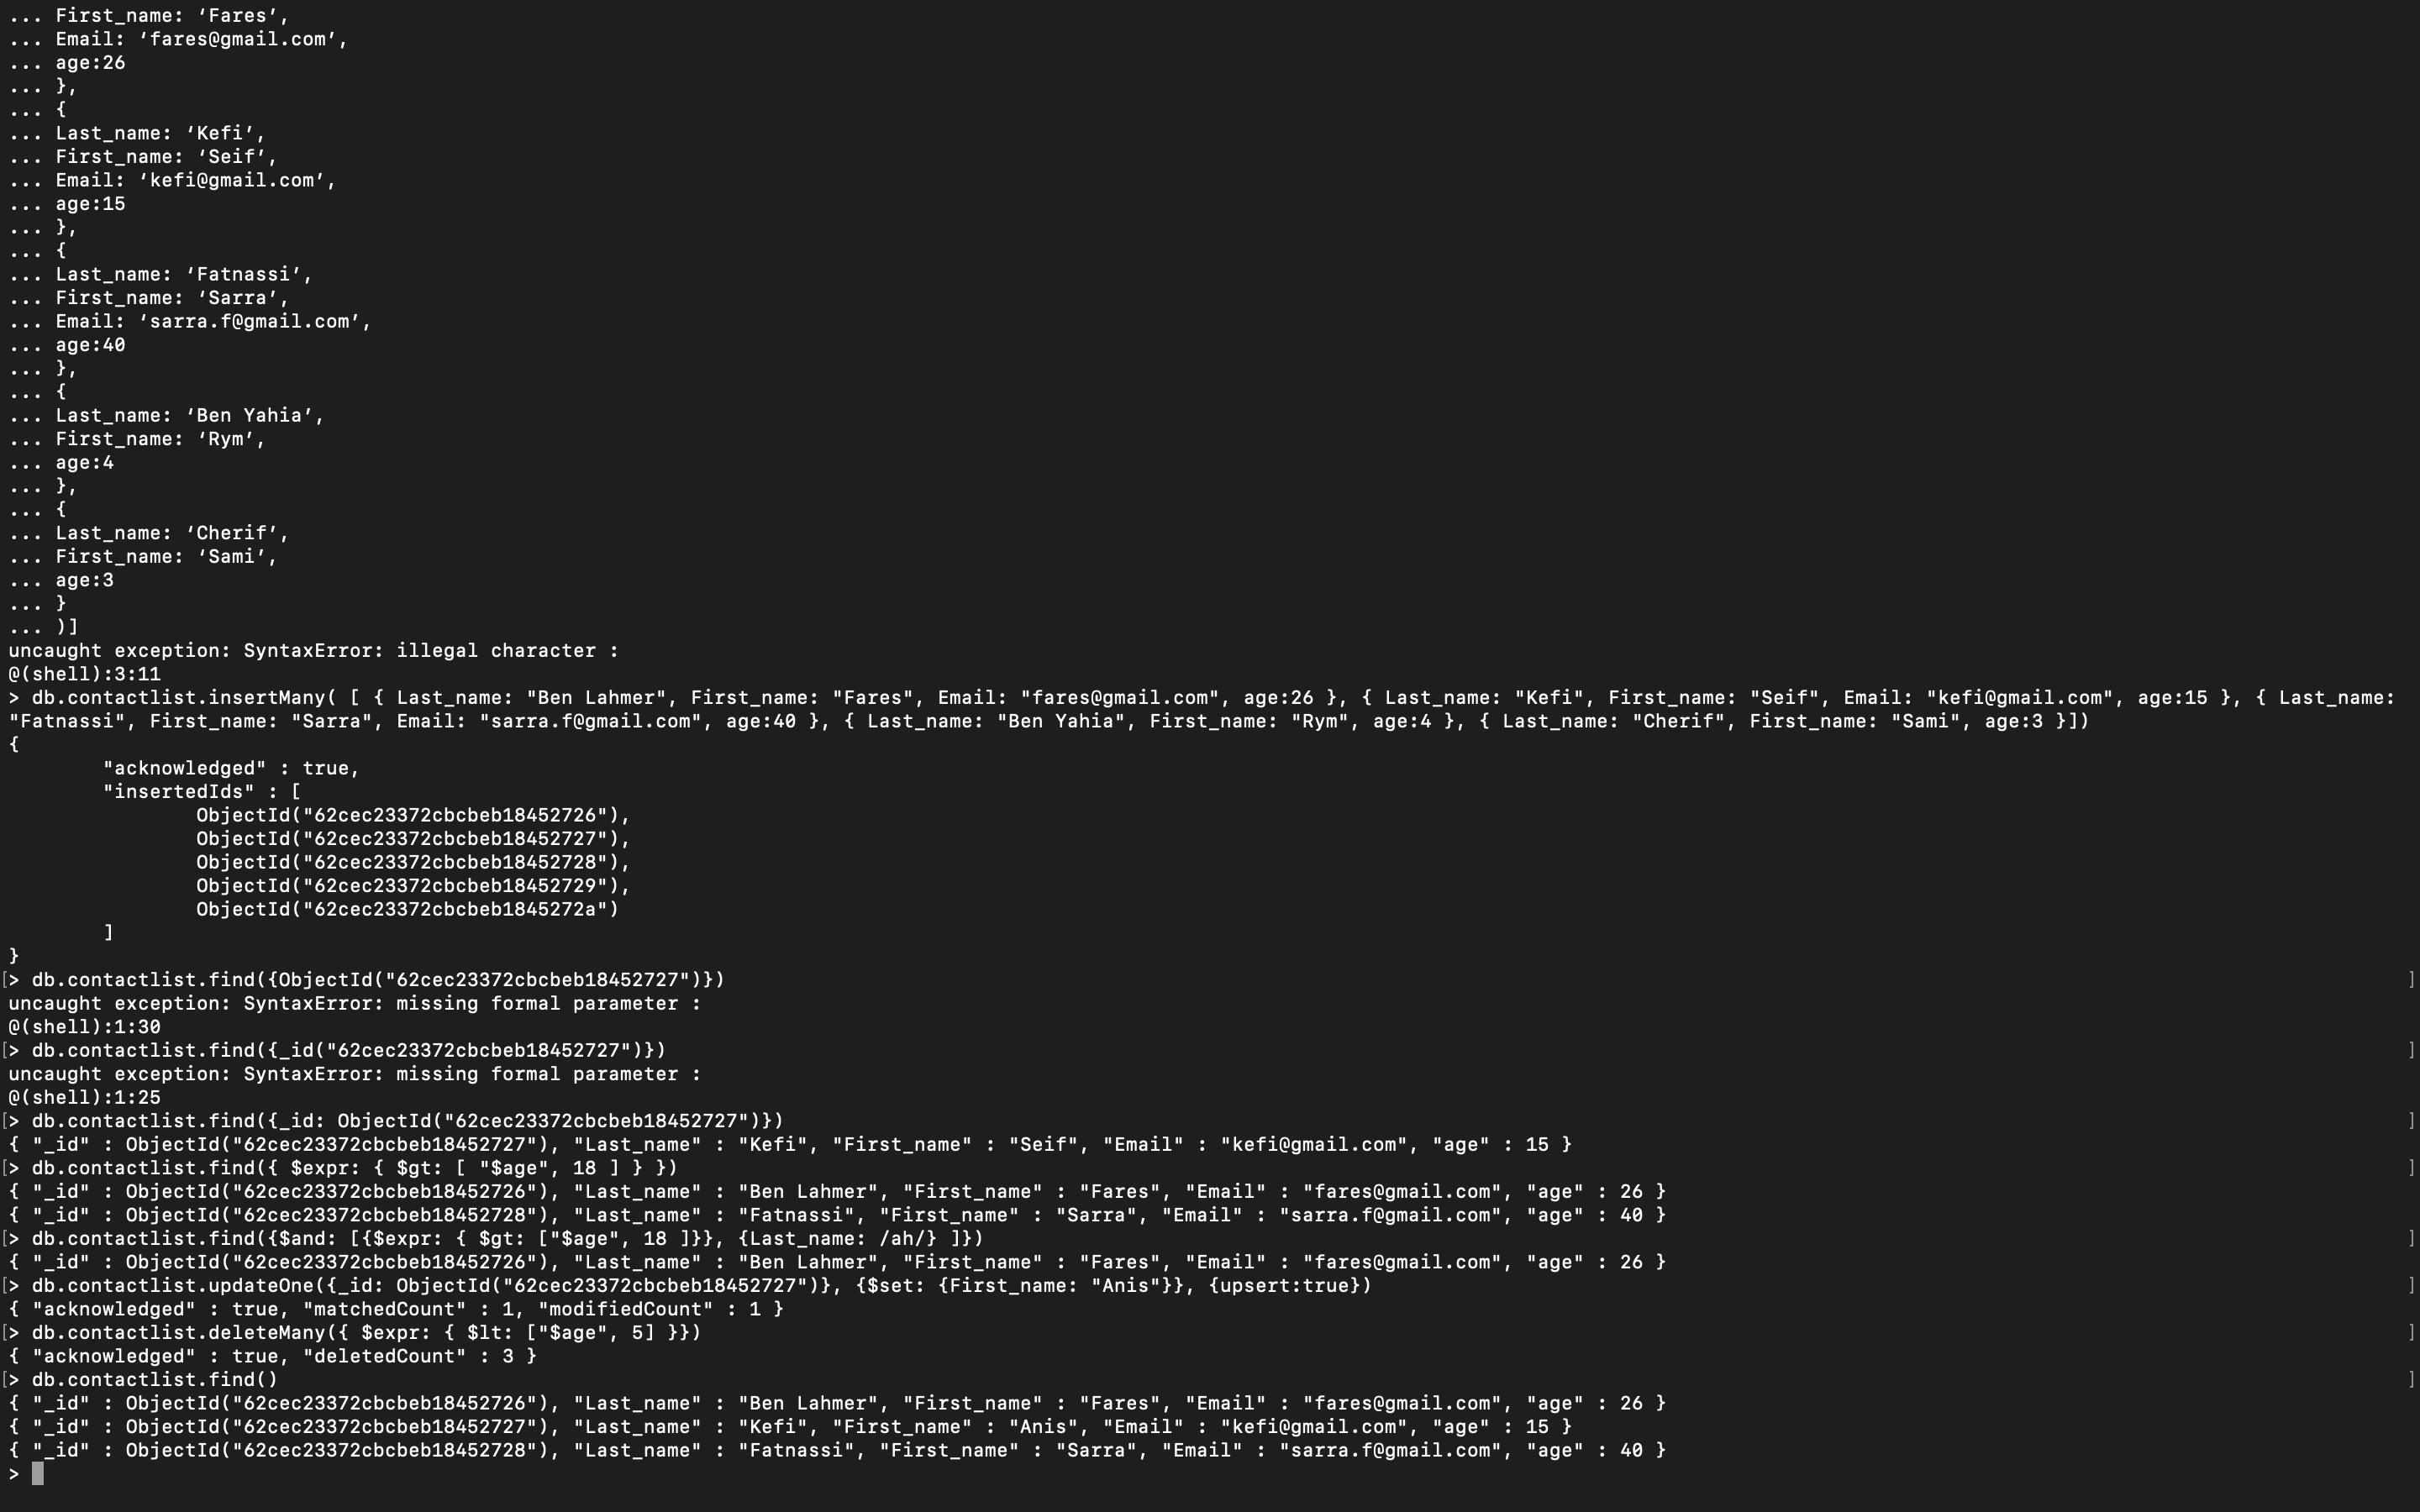 ... First_name: ‘Fares’,
... Email: ‘fares@gmail.com’,
... age:26
... },
... {
... Last_name: ‘Kefi’,
... First_name: ‘Seif’,
... Email: ‘kefi@gmail.com’,
... age:15
... },
... {
... Last_name: ‘Fatnassi’,
... First_name: ‘Sarra’,
... Email: ‘sarra.f@gmail.com’,
... age:40
... },
... {
... Last_name: ‘Ben Yahia’,
... First_name: ‘Rym’,
... age:4
... },
... {
... Last_name: ‘Cherif’,
... First_name: ‘Sami’,
... age:3
... }
... )]
uncaught exception: SyntaxError: illegal character :
@(shell):3:11
> db.contactlist.insertMany( [ { Last_name: "Ben Lahmer", First_name: "Fares", Email: "fares@gmail.com", age:26 }, { Last_name: "Kefi", First_name: "Seif", Email: "kefi@gmail.com", age:15 }, { Last_name:
"Fatnassi", First_name: "Sarra", Email: "sarra.f@gmail.com", age:40 }, { Last_name: "Ben Yahia", First_name: "Rym", age:4 }, { Last_name: "Cherif", First_name: "Sami", age:3 }])
{
        "acknowledged" : true,
        "insertedIds" : [
                ObjectId("62cec23372cbcbeb18452726"),
                ObjectId("62cec23372cbcbeb18452727"),
                ObjectId("62cec23372cbcbeb18452728"),
                ObjectId("62cec23372cbcbeb18452729"),
                ObjectId("62cec23372cbcbeb1845272a")
        ]
}
[> db.contactlist.find({ObjectId("62cec23372cbcbeb18452727")}) ]
uncaught exception: SyntaxError: missing formal parameter :
@(shell):1:30
[> db.contactlist.find({_id("62cec23372cbcbeb18452727")}) ]
uncaught exception: SyntaxError: missing formal parameter :
@(shell):1:25
[> db.contactlist.find({_id: ObjectId("62cec23372cbcbeb18452727")}) ]
{ "_id" : ObjectId("62cec23372cbcbeb18452727"), "Last_name" : "Kefi", "First_name" : "Seif", "Email" : "kefi@gmail.com", "age" : 15 }
[> db.contactlist.find({ $expr: { $gt: [ "$age", 18 ] } }) ]
{ "_id" : ObjectId("62cec23372cbcbeb18452726"), "Last_name" : "Ben Lahmer", "First_name" : "Fares", "Email" : "fares@gmail.com", "age" : 26 }
{ "_id" : ObjectId("62cec23372cbcbeb18452728"), "Last_name" : "Fatnassi", "First_name" : "Sarra", "Email" : "sarra.f@gmail.com", "age" : 40 }
[> db.contactlist.find({$and: [{$expr: { $gt: ["$age", 18 ]}}, {Last_name: /ah/} ]}) ]
{ "_id" : ObjectId("62cec23372cbcbeb18452726"), "Last_name" : "Ben Lahmer", "First_name" : "Fares", "Email" : "fares@gmail.com", "age" : 26 }
[> db.contactlist.updateOne({_id: ObjectId("62cec23372cbcbeb18452727")}, {$set: {First_name: "Anis"}}, {upsert:true}) ]
{ "acknowledged" : true, "matchedCount" : 1, "modifiedCount" : 1 }
[> db.contactlist.deleteMany({ $expr: { $lt: ["$age", 5] }}) ]
{ "acknowledged" : true, "deletedCount" : 3 }
[> db.contactlist.find() ]
{ "_id" : ObjectId("62cec23372cbcbeb18452726"), "Last_name" : "Ben Lahmer", "First_name" : "Fares", "Email" : "fares@gmail.com", "age" : 26 }
{ "_id" : ObjectId("62cec23372cbcbeb18452727"), "Last_name" : "Kefi", "First_name" : "Anis", "Email" : "kefi@gmail.com", "age" : 15 }
{ "_id" : ObjectId("62cec23372cbcbeb18452728"), "Last_name" : "Fatnassi", "First_name" : "Sarra", "Email" : "sarra.f@gmail.com", "age" : 40 }
>